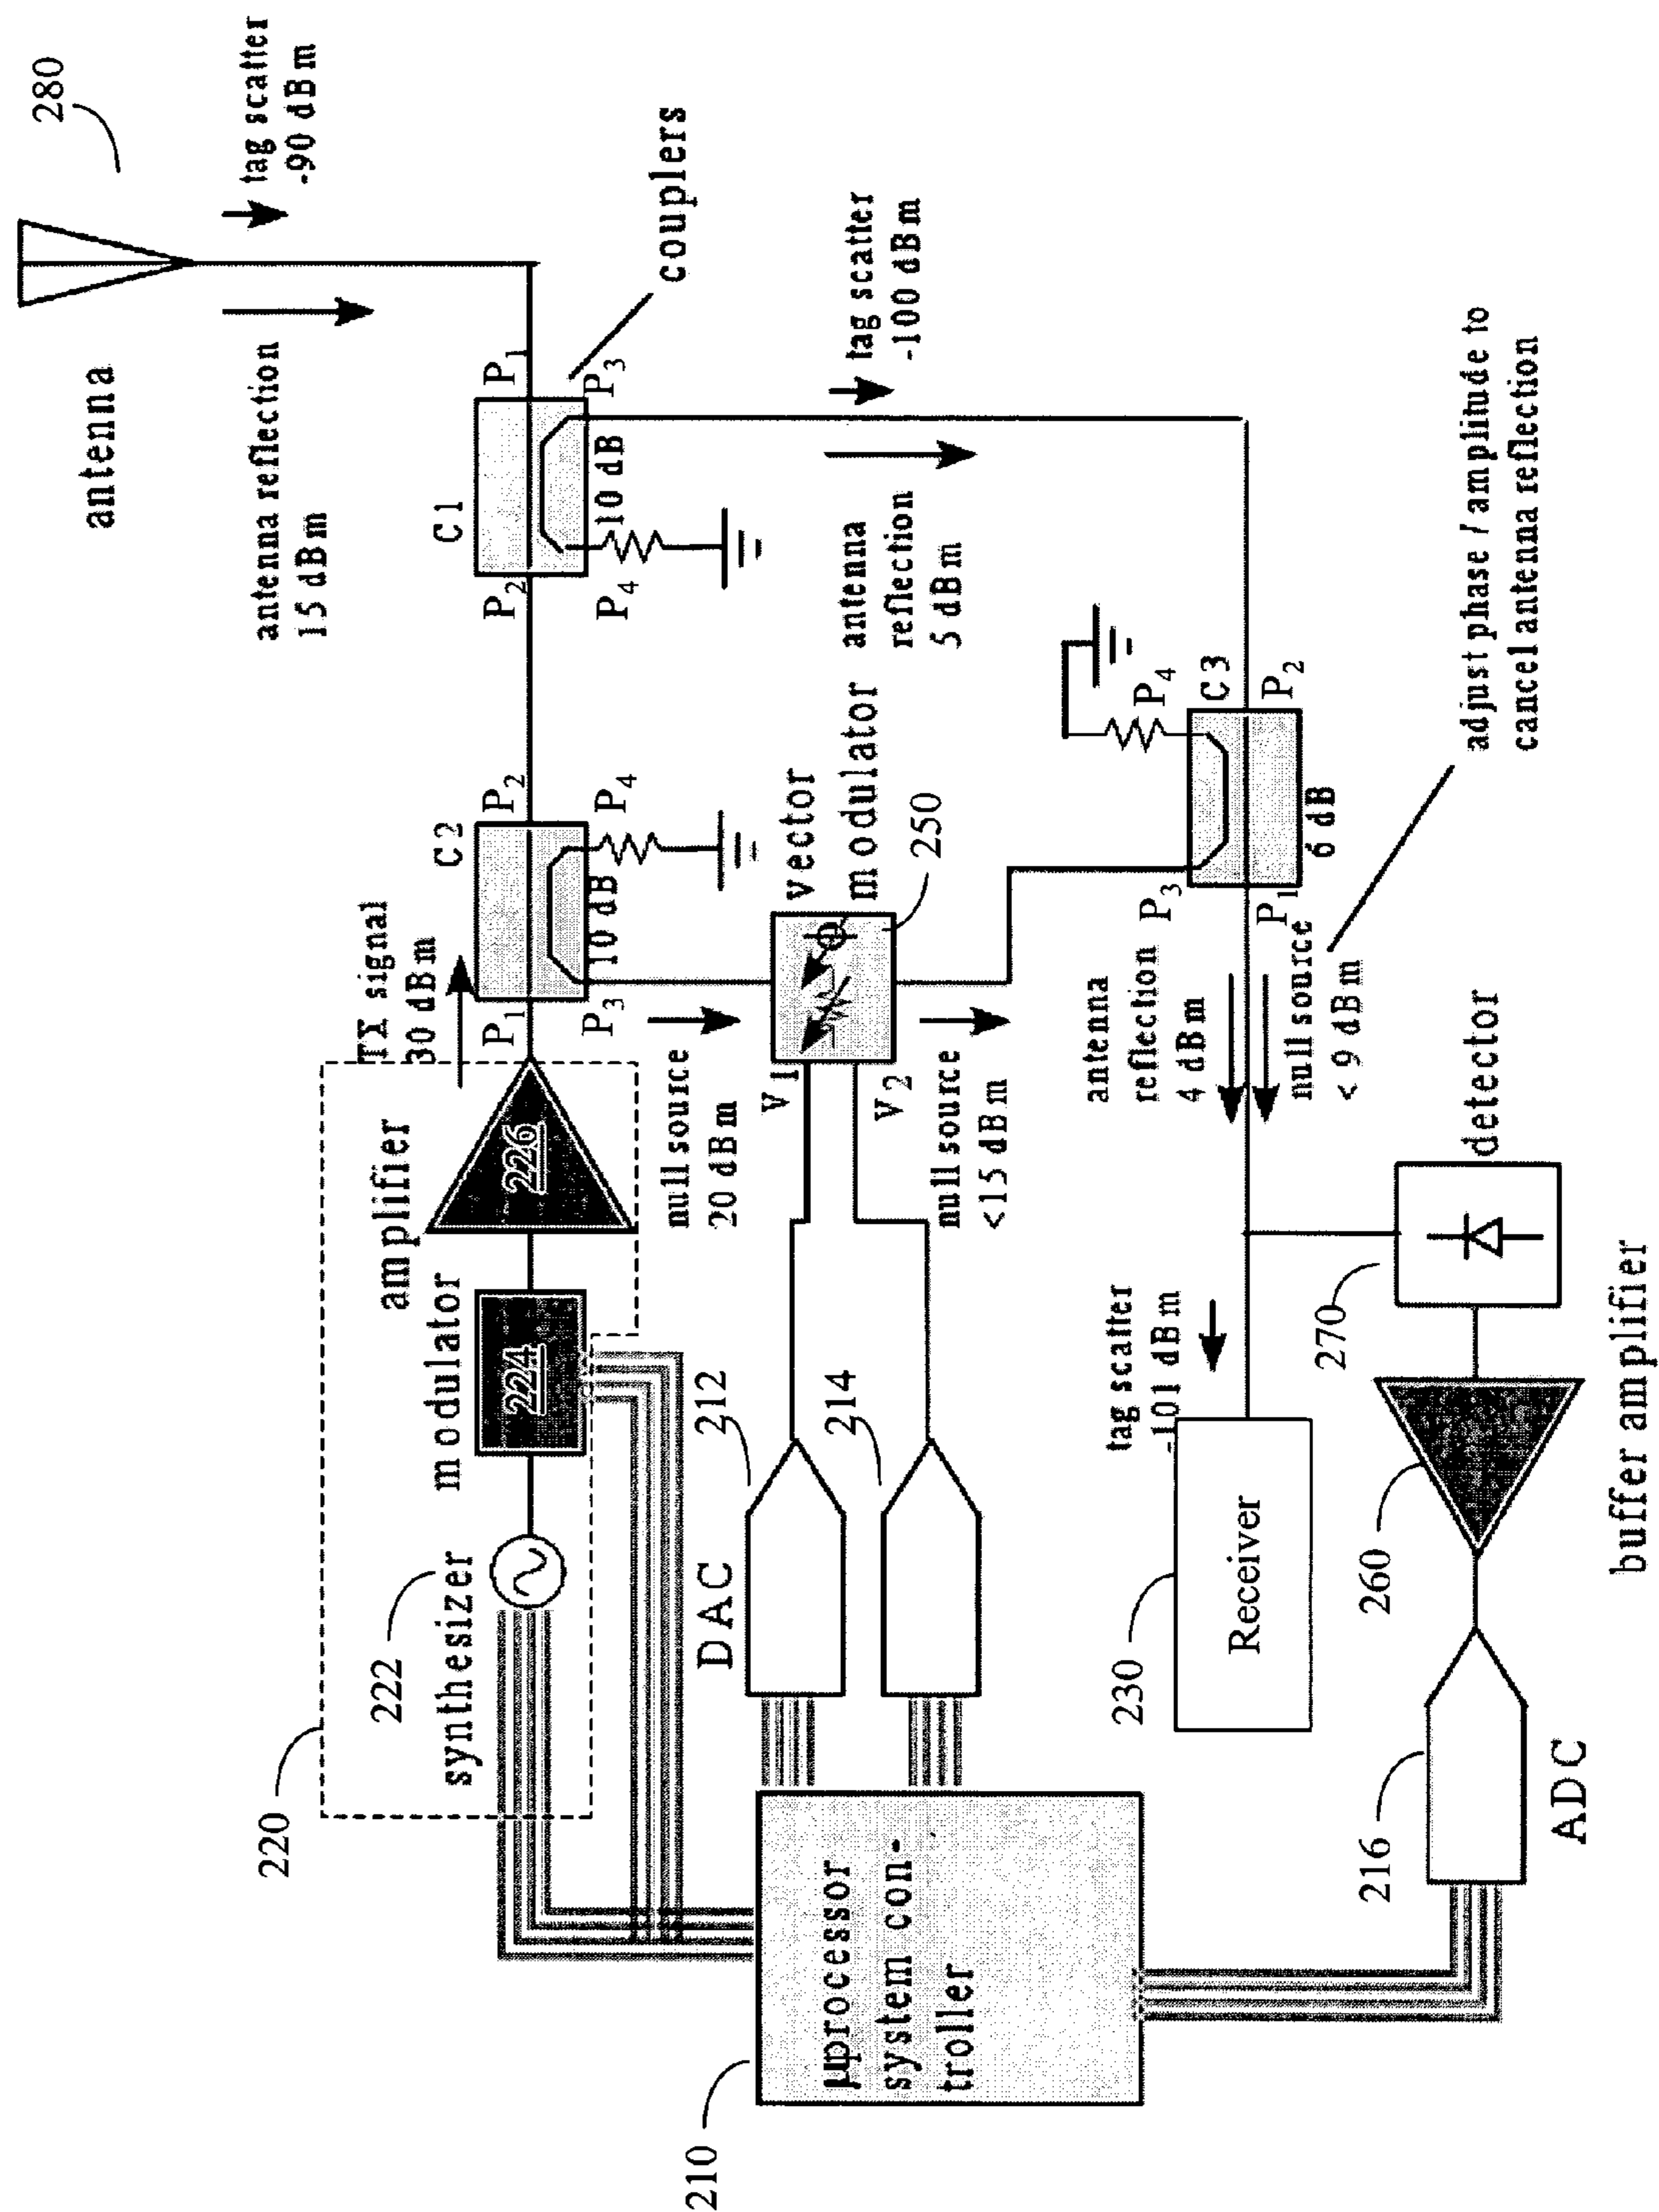 280
antenna
tag scatter
-90 dBm
antenna reflection
15 dBm
couplers
C1
P1
P2
P3
P4
10 dB
tag scatter
-100 dBm
antenna
reflection
5 dBm
C2
P1
P2
P3
P4
10 dB
TX signal
30 dBm
amplifier
226
modulator
224
synthesizer
222
220
null source
20 dBm
vector
modulator
250
V1
V2
null source
<15 dBm
C3
P4
P2
P3
P1
6 dB
antenna
reflection
4 dBm
null source
< 9 dBm
adjust phase / amplitude to
cancel antenna reflection
DAC
212
214
tag scatter
-101 dBm
230
Receiver
detector
270
buffer amplifier
260
216
ADC
210
µprocessor
system con-
troller